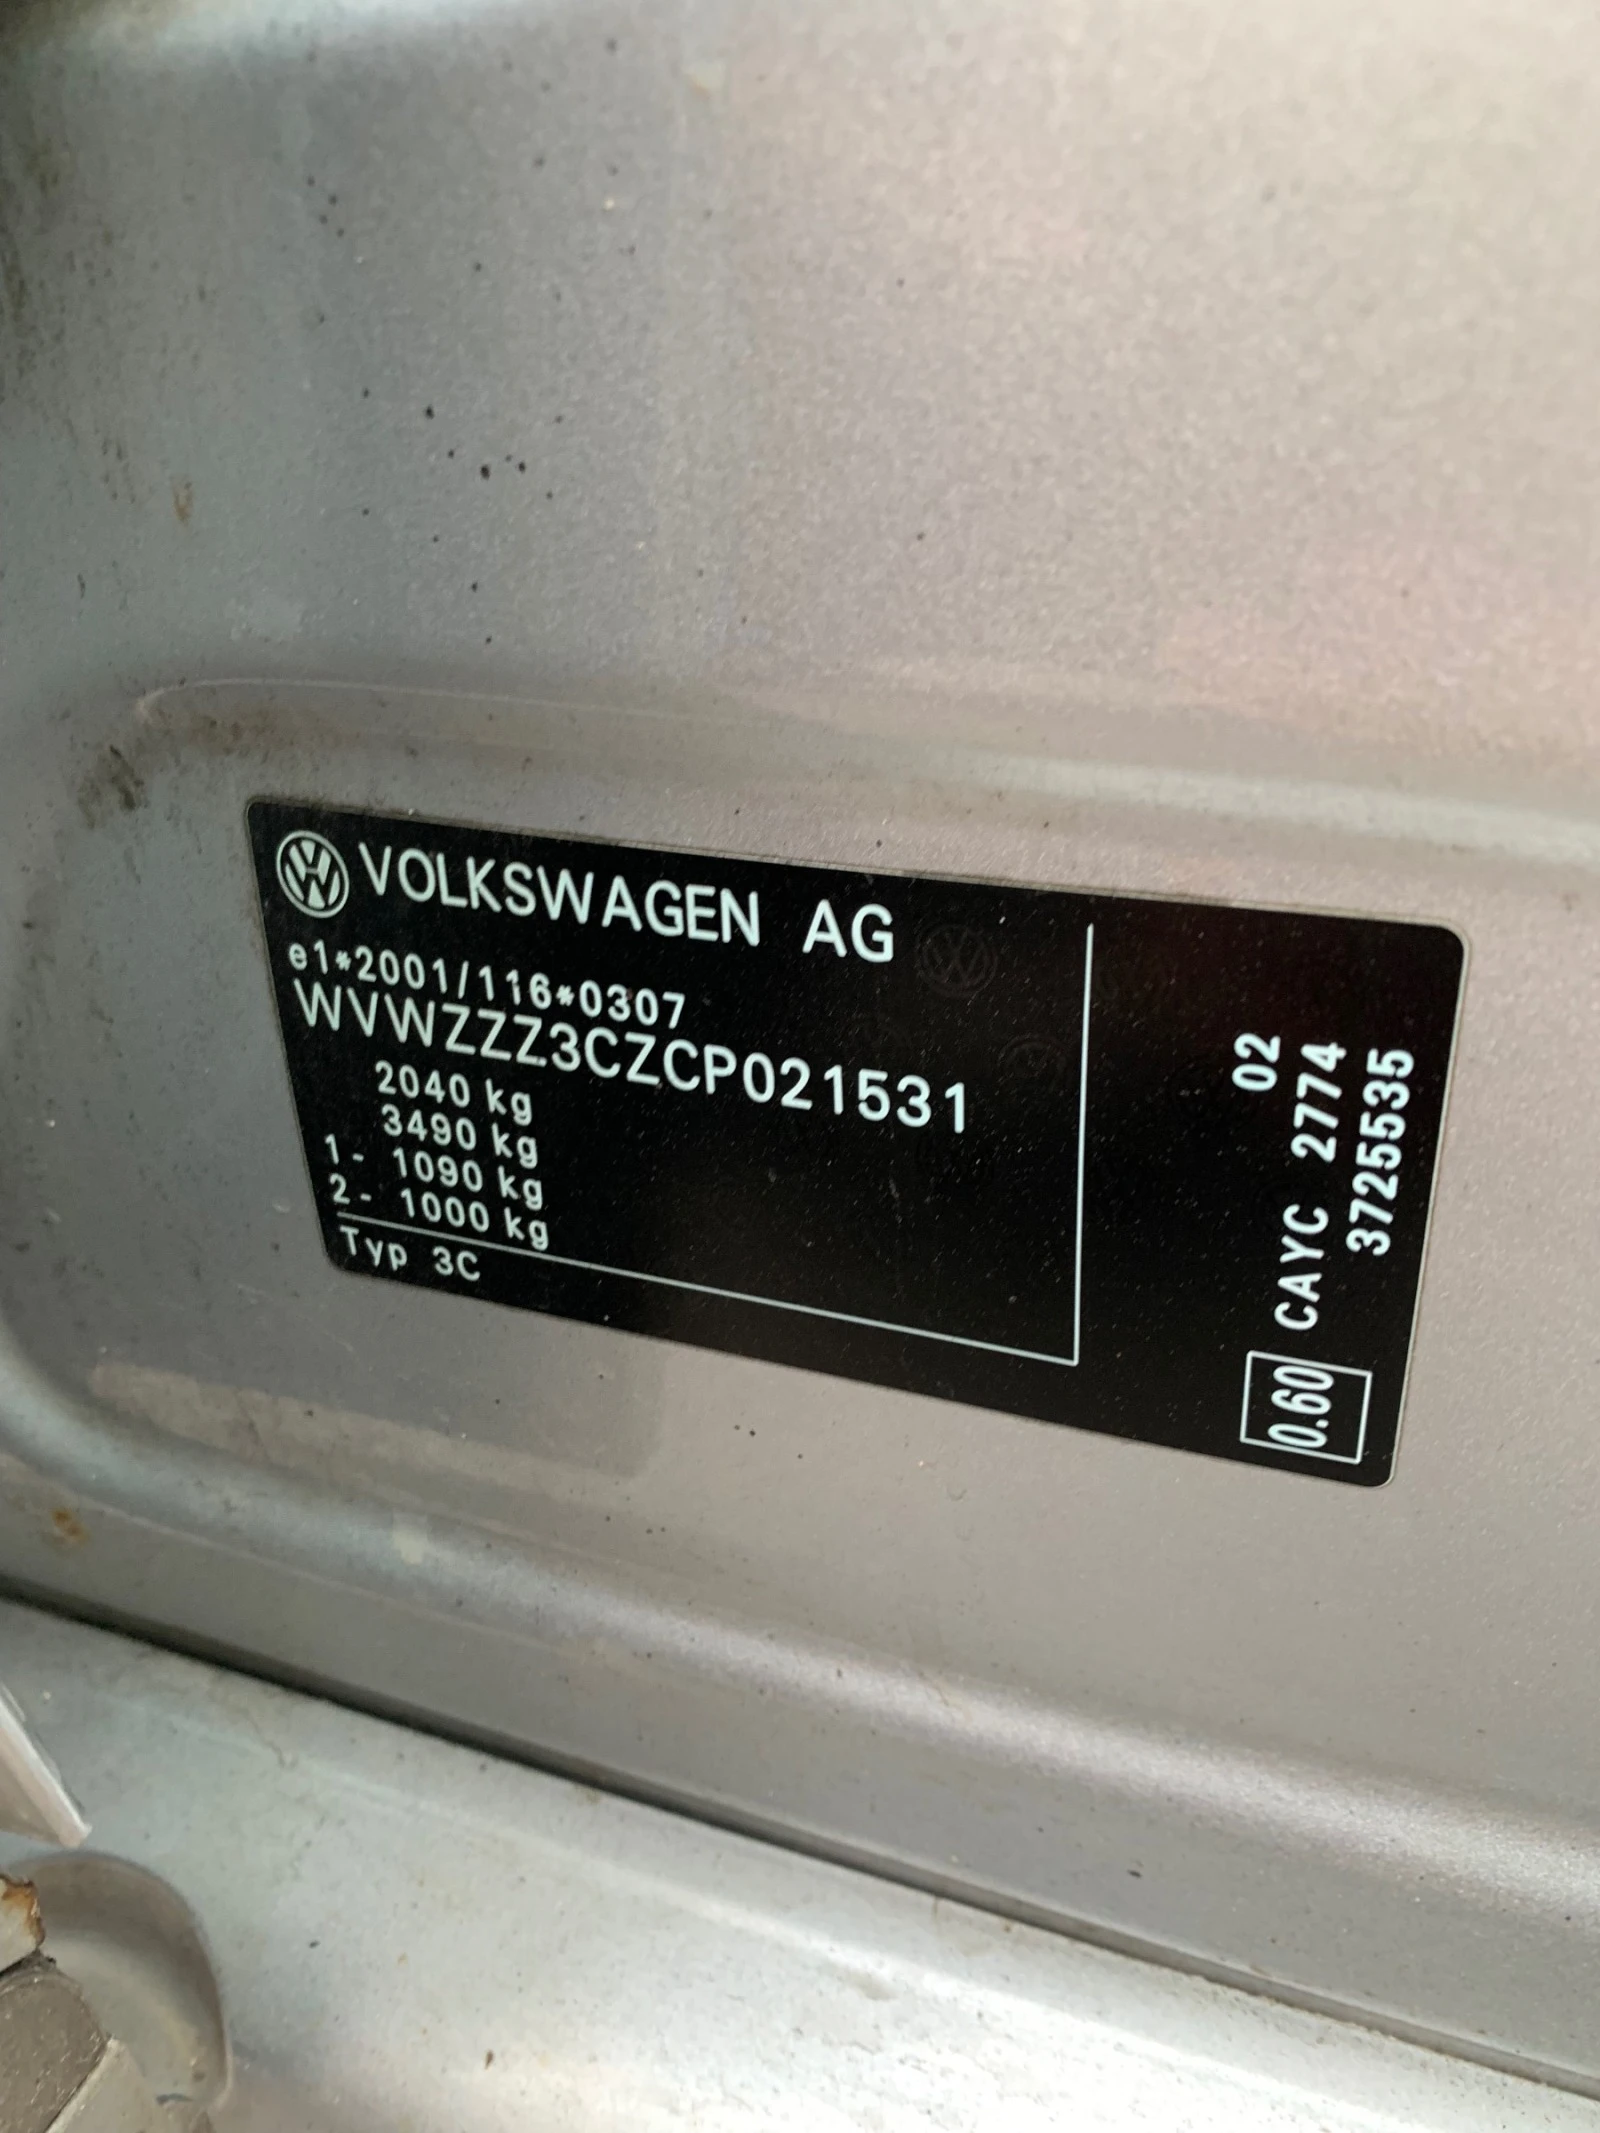 VOLKSWAGEN AG
e1*2001/116*0307
WVWZZZ3CZCP021531
2040 kg
3490 kg
1- 1090 kg
2- 1000 kg
Typ 3C
02
0.60 CAYC 2774
3725535